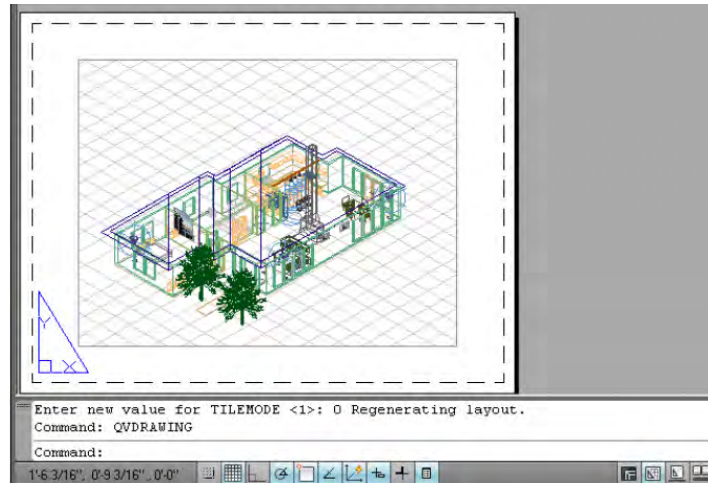 Y
X
Enter new value for TILEMODE <1>: 0 Regenerating layout.
Command: QVDRAWING
Command:
1'-6 3/16", 0'-9 3/16", 0'-0"